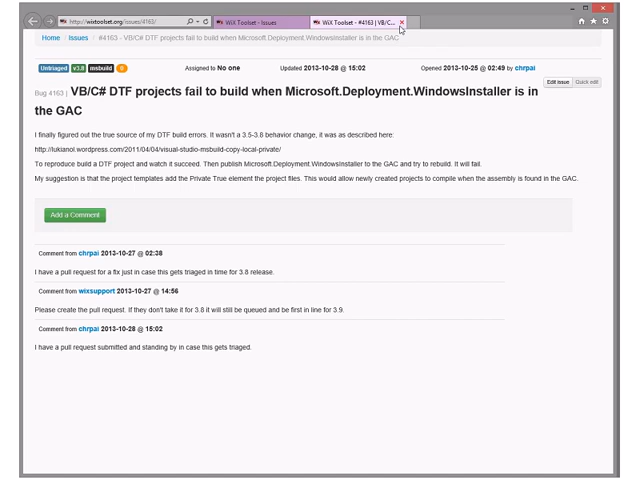 http://wixtoolset.org/issues/4163/
WiX Toolset - Issues
WiX Toolset - #4163 | VB/C...
Home / Issues / #4163 - VB/C# DTF projects fail to build when Microsoft.Deployment.WindowsInstaller is in the GAC
Untriaged v3.8 msbuild 0 Assigned to No one Updated 2013-10-28 @ 15:02 Opened 2013-10-25 @ 02:49 by chrpai
Edit issue Quick edit
Bug 4163 | VB/C# DTF projects fail to build when Microsoft.Deployment.WindowsInstaller is in
the GAC
I finally figured out the true source of my DTF build errors. It wasn't a 3.5-3.8 behavior change, it was as described here:
http://lukianol.wordpress.com/2011/04/04/visual-studio-msbuild-copy-local-private/
To reproduce build a DTF project and watch it succeed. Then publish Microsoft.Deployment.WindowsInstaller to the GAC and try to rebuild. It will fail.
My suggestion is that the project templates add the Private True element the project files. This would allow newly created projects to compile when the assembly is found in the GAC.
Add a Comment
Comment from chrpai 2013-10-27 @ 02:38
I have a pull request for a fix just in case this gets triaged in time for 3.8 release.
Comment from wixsupport 2013-10-27 @ 14:56
Please create the pull request. If they don't take it for 3.8 it will still be queued and be first in line for 3.9.
Comment from chrpai 2013-10-28 @ 15:02
I have a pull request submitted and standing by in case this gets triaged.